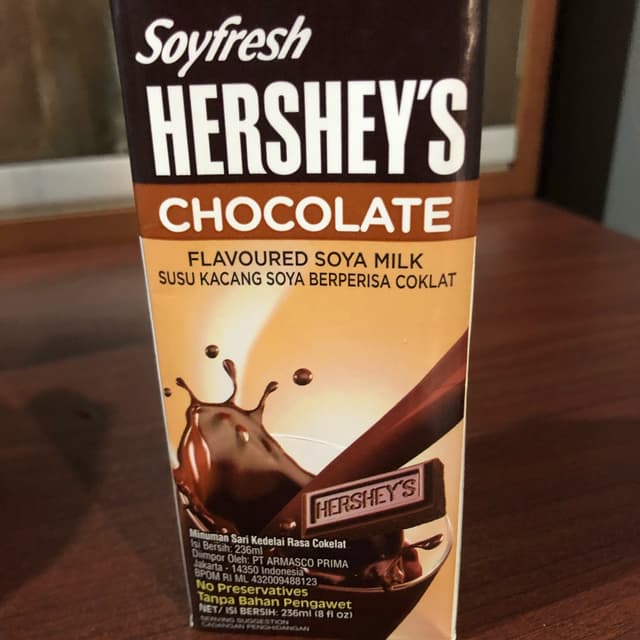 Soyfresh
HERSHEY'S
CHOCOLATE
FLAVOURED SOYA MILK
SUSU KACANG SOYA BERPERISA COKLAT
HERSHEY'S
Minuman Sari Kedelai Rasa Cokelat
Isi Bersih: 236ml
Diimpor Oleh: PT ARMASCO PRIMA
Jakarta - 14350 Indonesia
BPOM RI ML 432009488123
No Preservatives
Tanpa Bahan Pengawet
NET/ ISI BERSIH: 236ml (8 fl oz)
SERVING SUGGESTION
CADANGAN PENGHIDANGAN